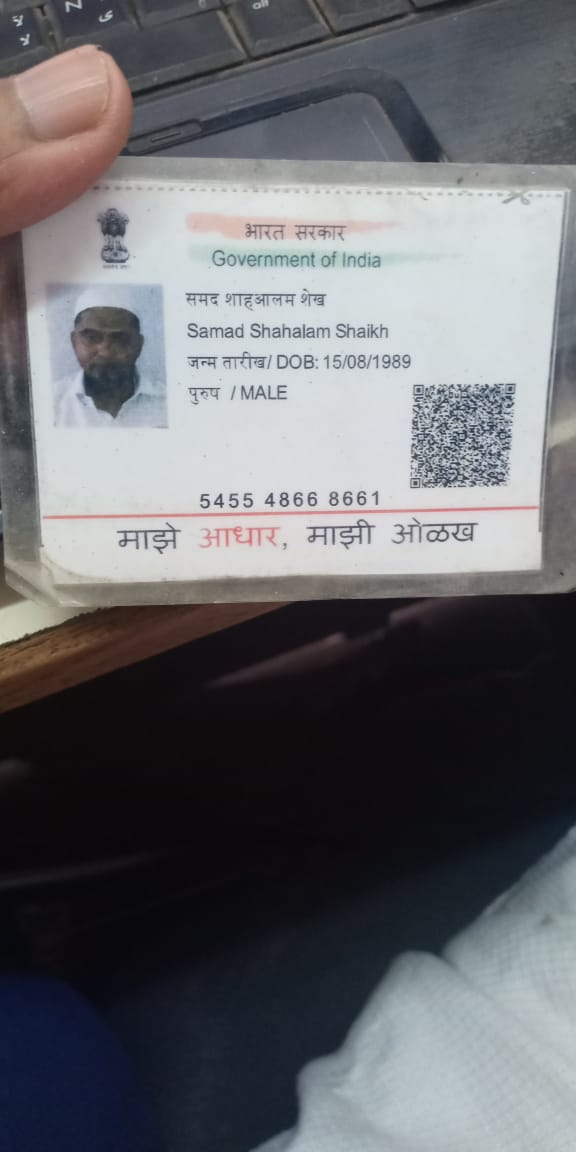 भारत सरकार
Government of India
समद शाहआलम शेख
Samad Shahalam Shaikh
जन्म तारीख/ DOB: 15/08/1989
पुरुष / MALE
5455 4866 8661
माझे आधार, माझी ओळख